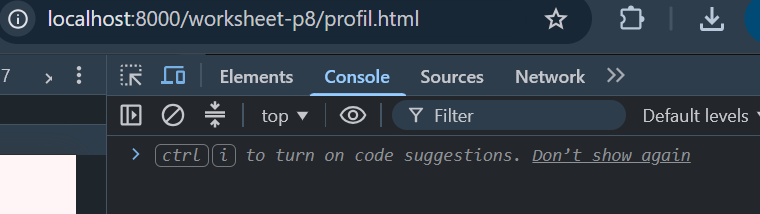 localhost:8000/worksheet-p8/profil.html
7
Elements Console Sources Network
top Filter Default levels
ctrl i to turn on code suggestions. Don't show again